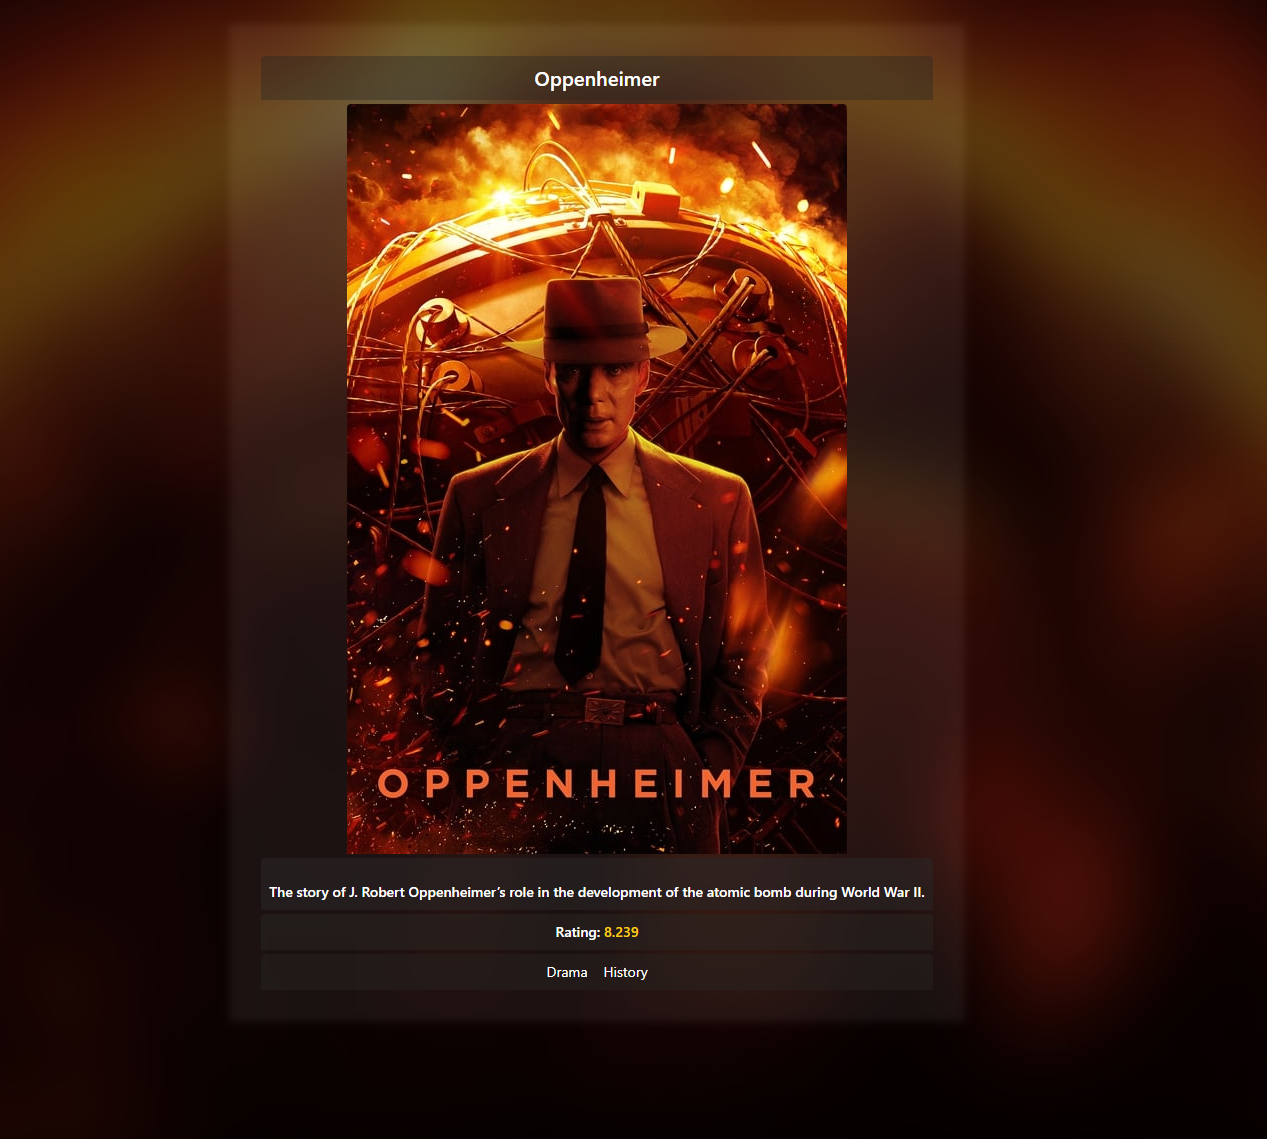 Oppenheimer
OPPENHEIMER
The story of J. Robert Oppenheimer’s role in the development of the atomic bomb during World War II.
Rating: 8.239
Drama History